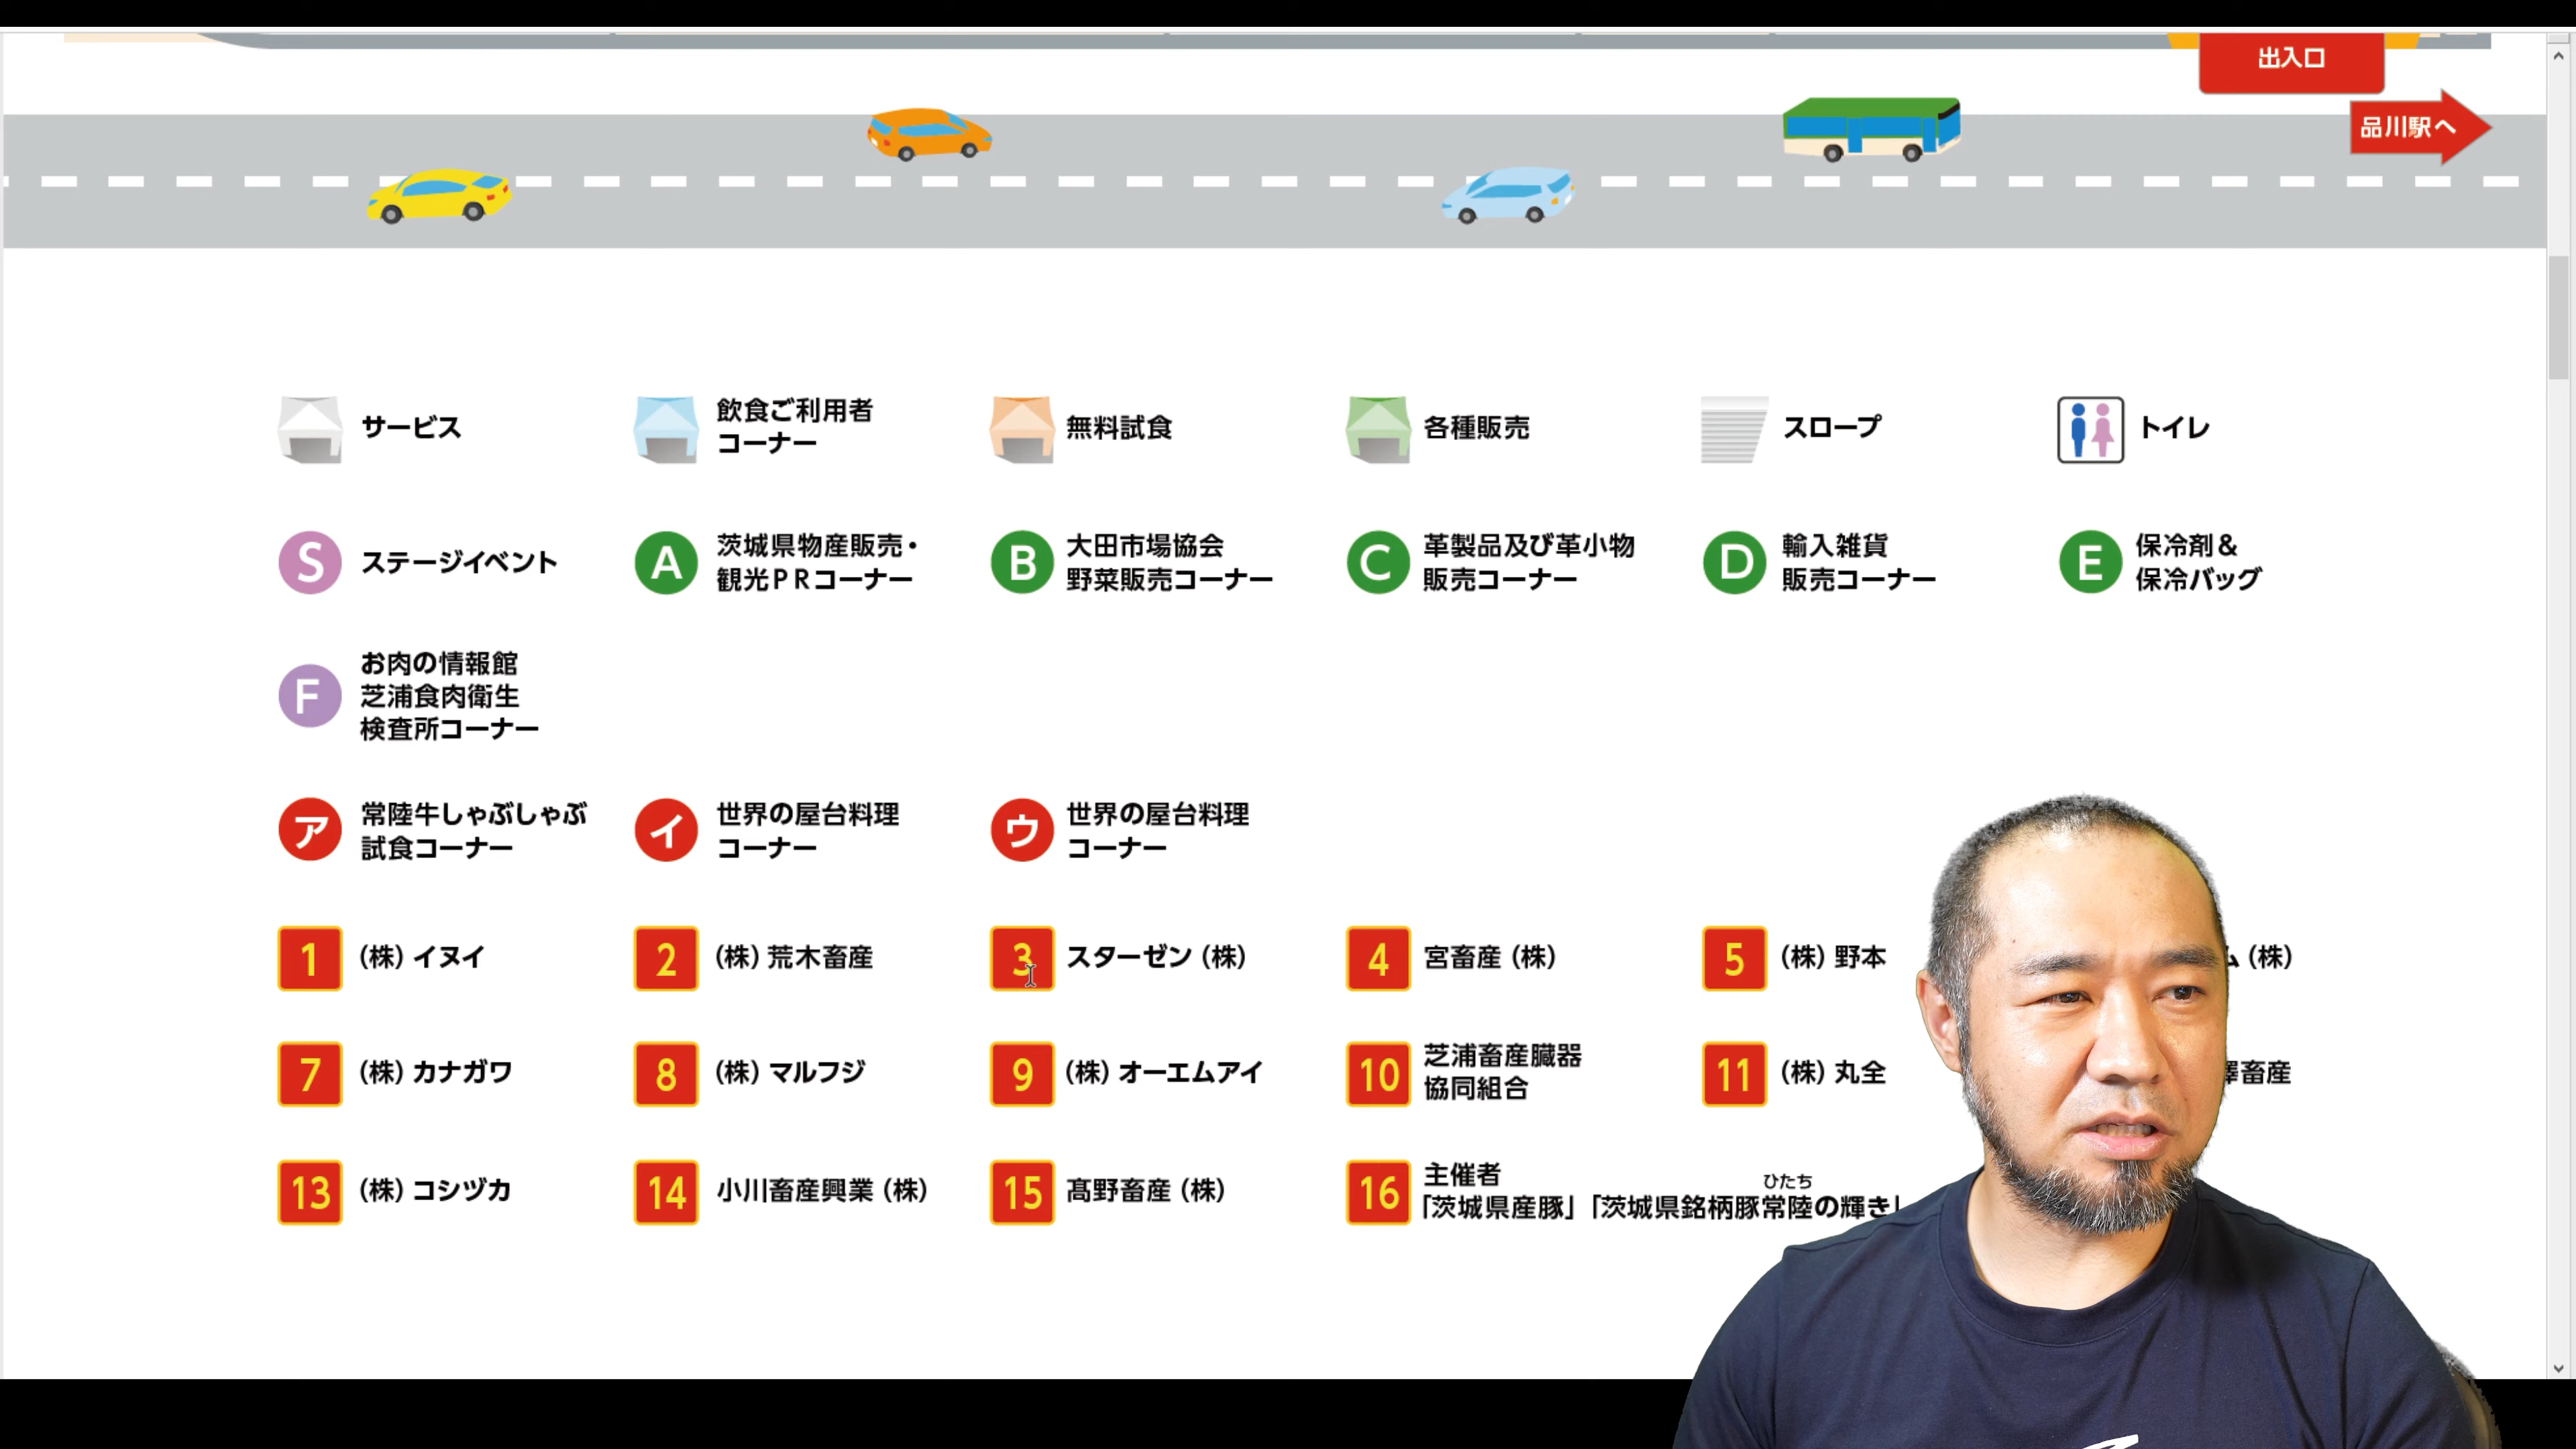 出入口
品川駅へ
サービス
飲食ご利用者
コーナー
無料試食
各種販売
スロープ
トイレ
S ステージイベント
A 茨城県物産販売・
観光PRコーナー
B 大田市場協会
野菜販売コーナー
C 革製品及び革小物
販売コーナー
D 輸入雑貨
販売コーナー
E 保冷剤&
保冷バッグ
F お肉の情報館
芝浦食肉衛生
検査所コーナー
ア 常陸牛しゃぶしゃぶ
試食コーナー
イ 世界の屋台料理
コーナー
ウ 世界の屋台料理
コーナー
1 (株)イヌイ
2 (株)荒木畜産
3 スターゼン(株)
4 宮畜産(株)
5 (株)野本
(株)
7 (株)カナガワ
8 (株)マルフジ
9 (株)オーエムアイ
10 芝浦畜産臓器
協同組合
11 (株)丸全
畜産
13 (株)コシヅカ
14 小川畜産興業(株)
15 髙野畜産(株)
16 主催者
ひたち
「茨城県産豚」「茨城県銘柄豚常陸の輝き」